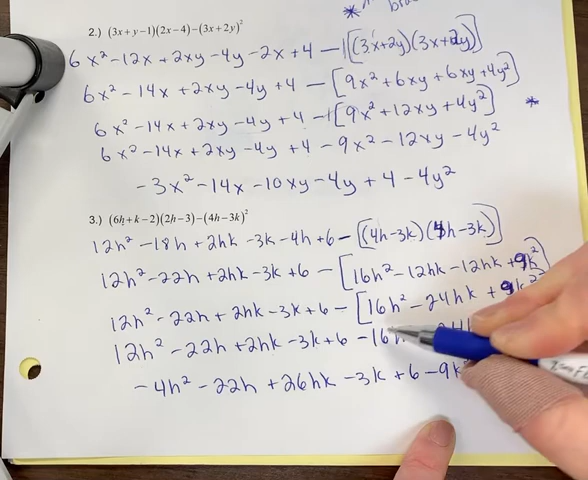 2.) (3x+y−1)(2x−4)−(3x+2y)²
6x²−12x+2xy−4y−2x+4 −1[(3x+2y)(3x+2y)]
6x²−14x+2xy−4y+4 −[9x²+6xy+6xy+4y²]
6x²−14x+2xy−4y+4 −1[9x²+12xy+4y²] *
6x²−14x+2xy−4y+4−9x²−12xy−4y²
−3x²−14x−10xy−4y+4−4y²
3.) (6h+k−2)(2h−3)−(4h−3k)²
12h²−18h+2hk−3k−4h+6−[(4h−3k)(4h−3k)]
12h²−22h+2hk−3k+6 −[16h²−12hk−12hk+9k²]
12h²−22h+2hk−3k+6−[16h²−24hk+9k²]
12h²−22h+2hk−3k+6 −16h
−4h²−22h+26hk−3k+6−9k²